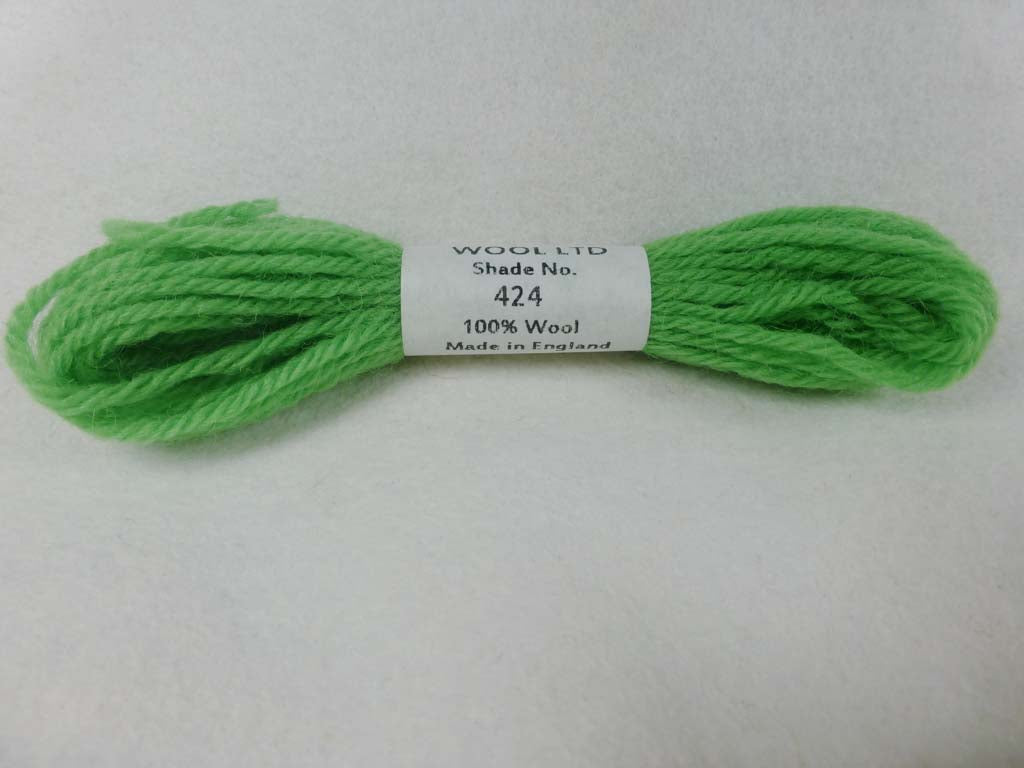 WOOL LTD
Shade No.
424
100% Wool
Made in England